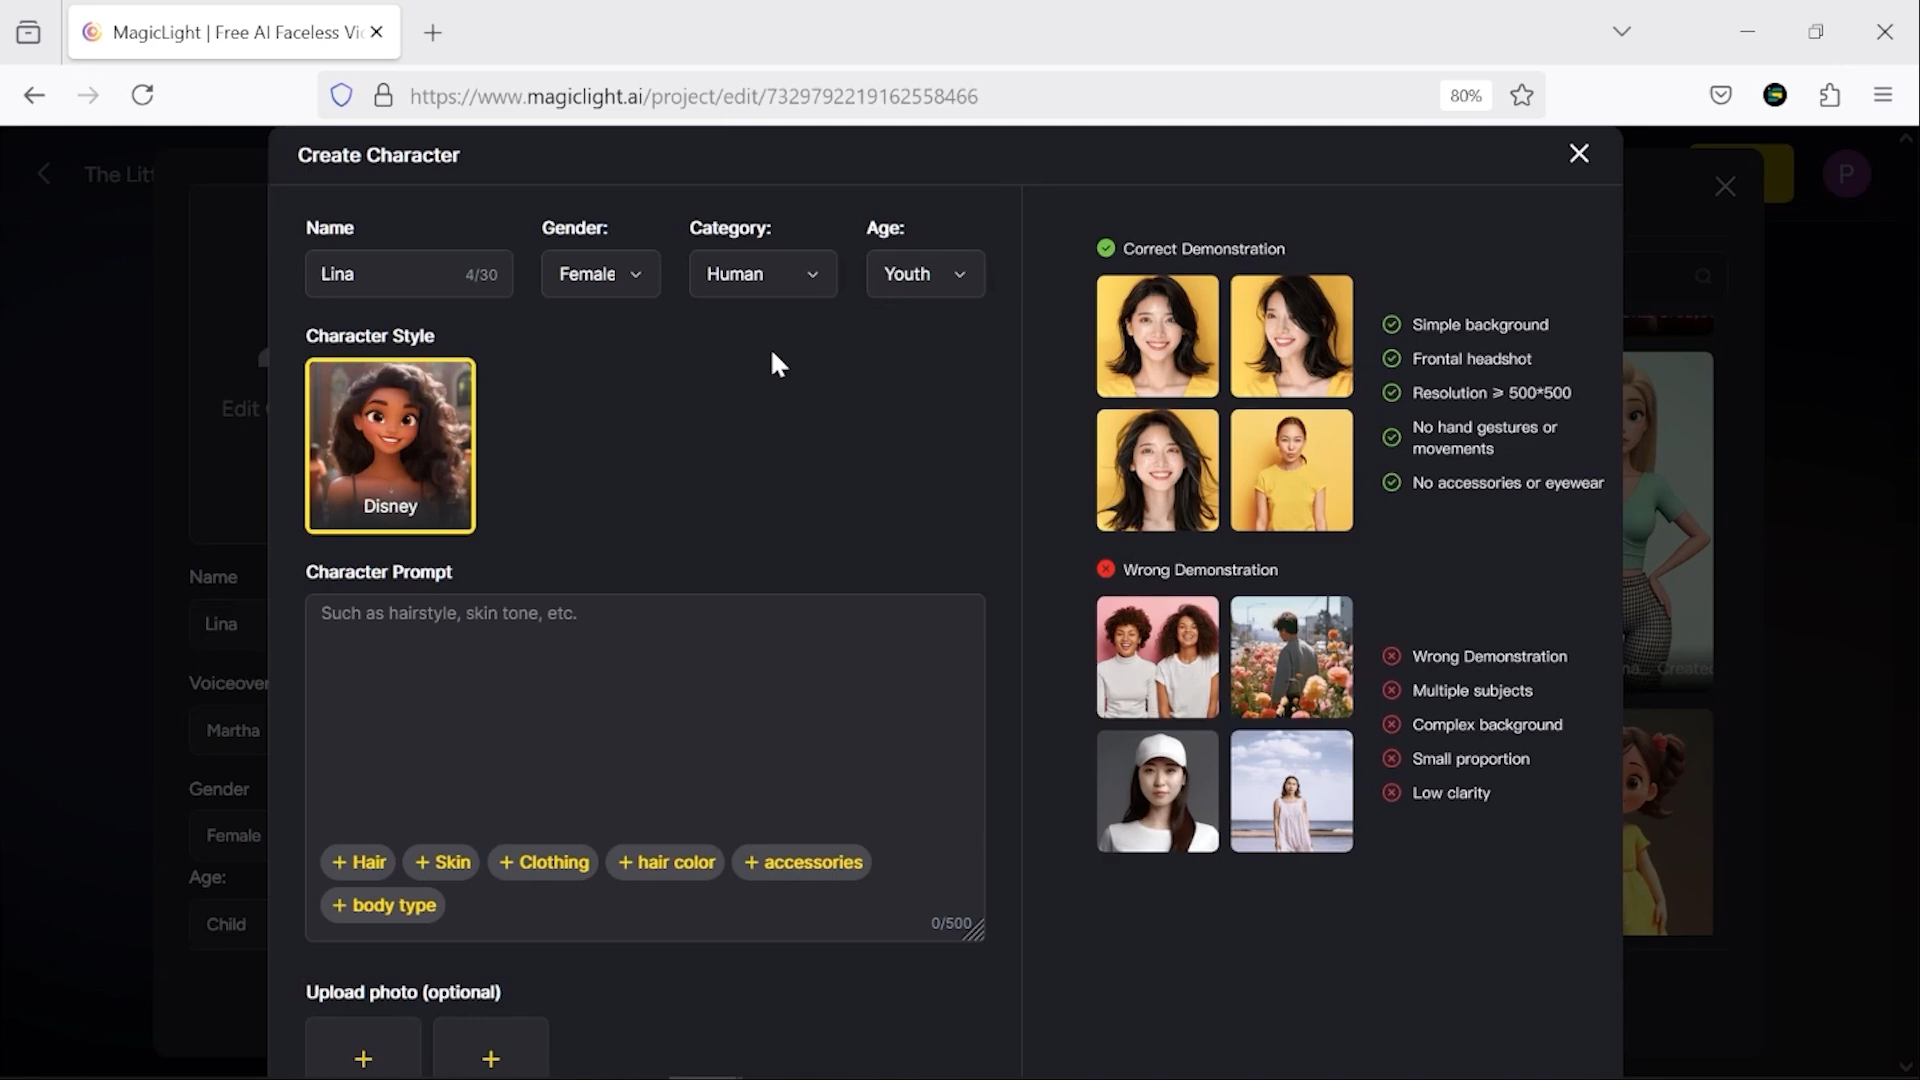 MagicLight | Free AI Faceless Vi
https://www.magiclight.ai/project/edit/7329792219162558466
80%
The Litt
P
Create Character
Name
Gender:
Category:
Age:
Lina
4/30
Female
Human
Youth
Character Style
Disney
Character Prompt
Such as hairstyle, skin tone, etc.
+ Hair
+ Skin
+ Clothing
+ hair color
+ accessories
+ body type
0/500
Upload photo (optional)
+
+
Correct Demonstration
Simple background
Frontal headshot
Resolution ≥ 500*500
No hand gestures or
movements
No accessories or eyewear
Wrong Demonstration
Wrong Demonstration
Multiple subjects
Complex background
Small proportion
Low clarity
Edit
Name
Lina
Voiceover
Martha
Gender
Female
Age:
Child
Created